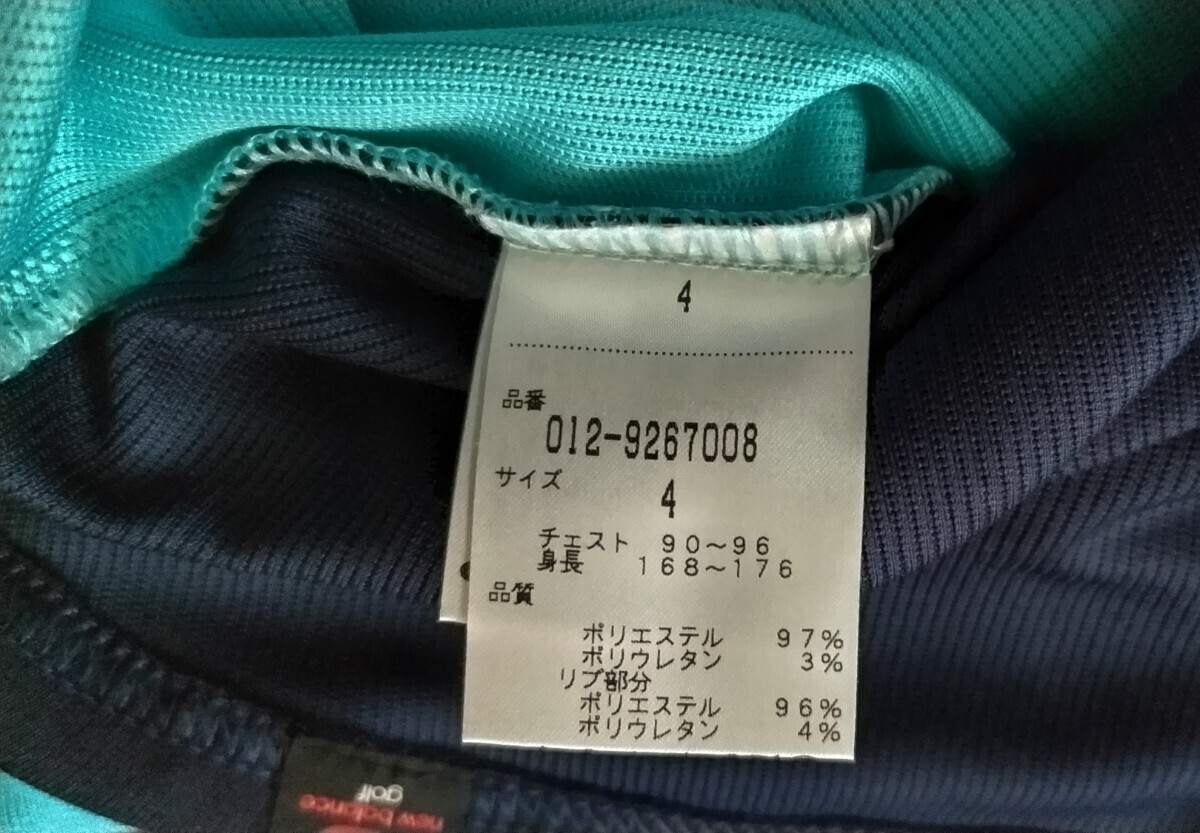 4
品番
012-9267008
サイズ
4
チェスト 90～96
身長 168～176
品質
ポリエステル 97%
ポリウレタン 3%
リブ部分
ポリエステル 96%
ポリウレタン 4%
new balance
golf